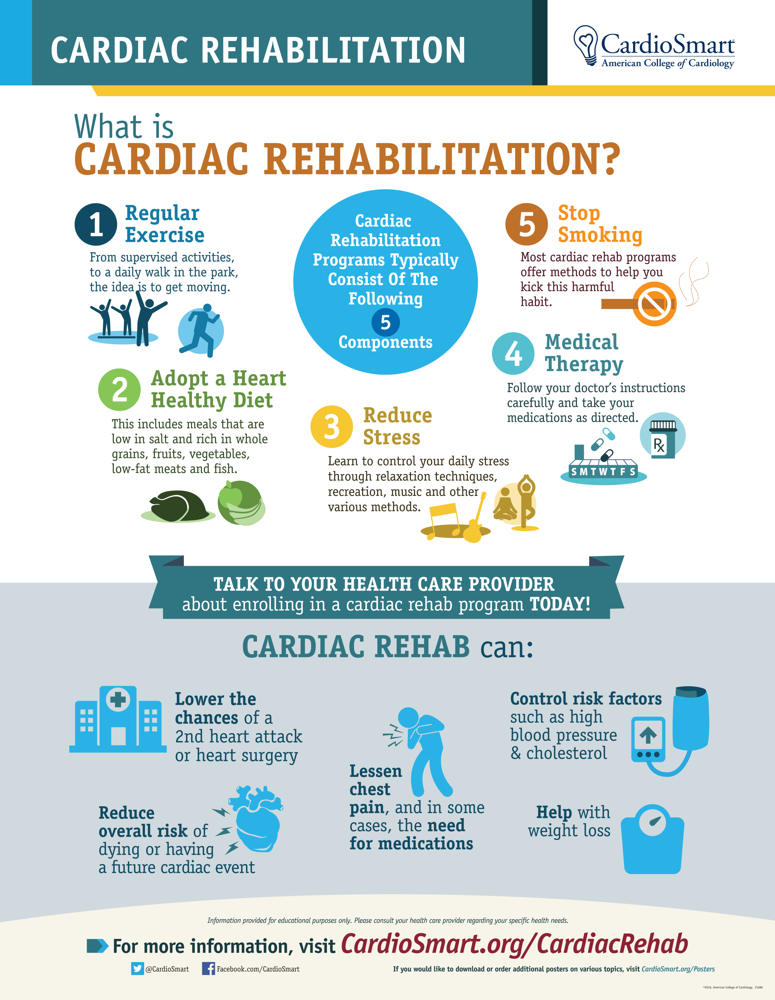 CARDIAC REHABILITATION
CardioSmart®
American College of Cardiology
What is
CARDIAC REHABILITATION?
Cardiac
Rehabilitation
Programs Typically
Consist Of The
Following
5
Components
1
Regular
Exercise
From supervised activities,
to a daily walk in the park,
the idea is to get moving.
2
Adopt a Heart
Healthy Diet
This includes meals that are
low in salt and rich in whole
grains, fruits, vegetables,
low-fat meats and fish.
3
Reduce
Stress
Learn to control your daily stress
through relaxation techniques,
recreation, music and other
various methods.
4
Medical
Therapy
Follow your doctor’s instructions
carefully and take your
medications as directed.
Rx
S M T W T F S
5
Stop
Smoking
Most cardiac rehab programs
offer methods to help you
kick this harmful
habit.
TALK TO YOUR HEALTH CARE PROVIDER
about enrolling in a cardiac rehab program TODAY!
CARDIAC REHAB can:
Lower the
chances of a
2nd heart attack
or heart surgery
Reduce
overall risk of
dying or having
a future cardiac event
Lessen
chest
pain, and in some
cases, the need
for medications
Control risk factors
such as high
blood pressure
& cholesterol
Help with
weight loss
Information provided for educational purposes only. Please consult your health care provider regarding your specific health needs.
For more information, visit CardioSmart.org/CardiacRehab
@CardioSmart
Facebook.com/CardioSmart
If you would like to download or order additional posters on various topics, visit CardioSmart.org/Posters
©2016, American College of Cardiology. Z1680